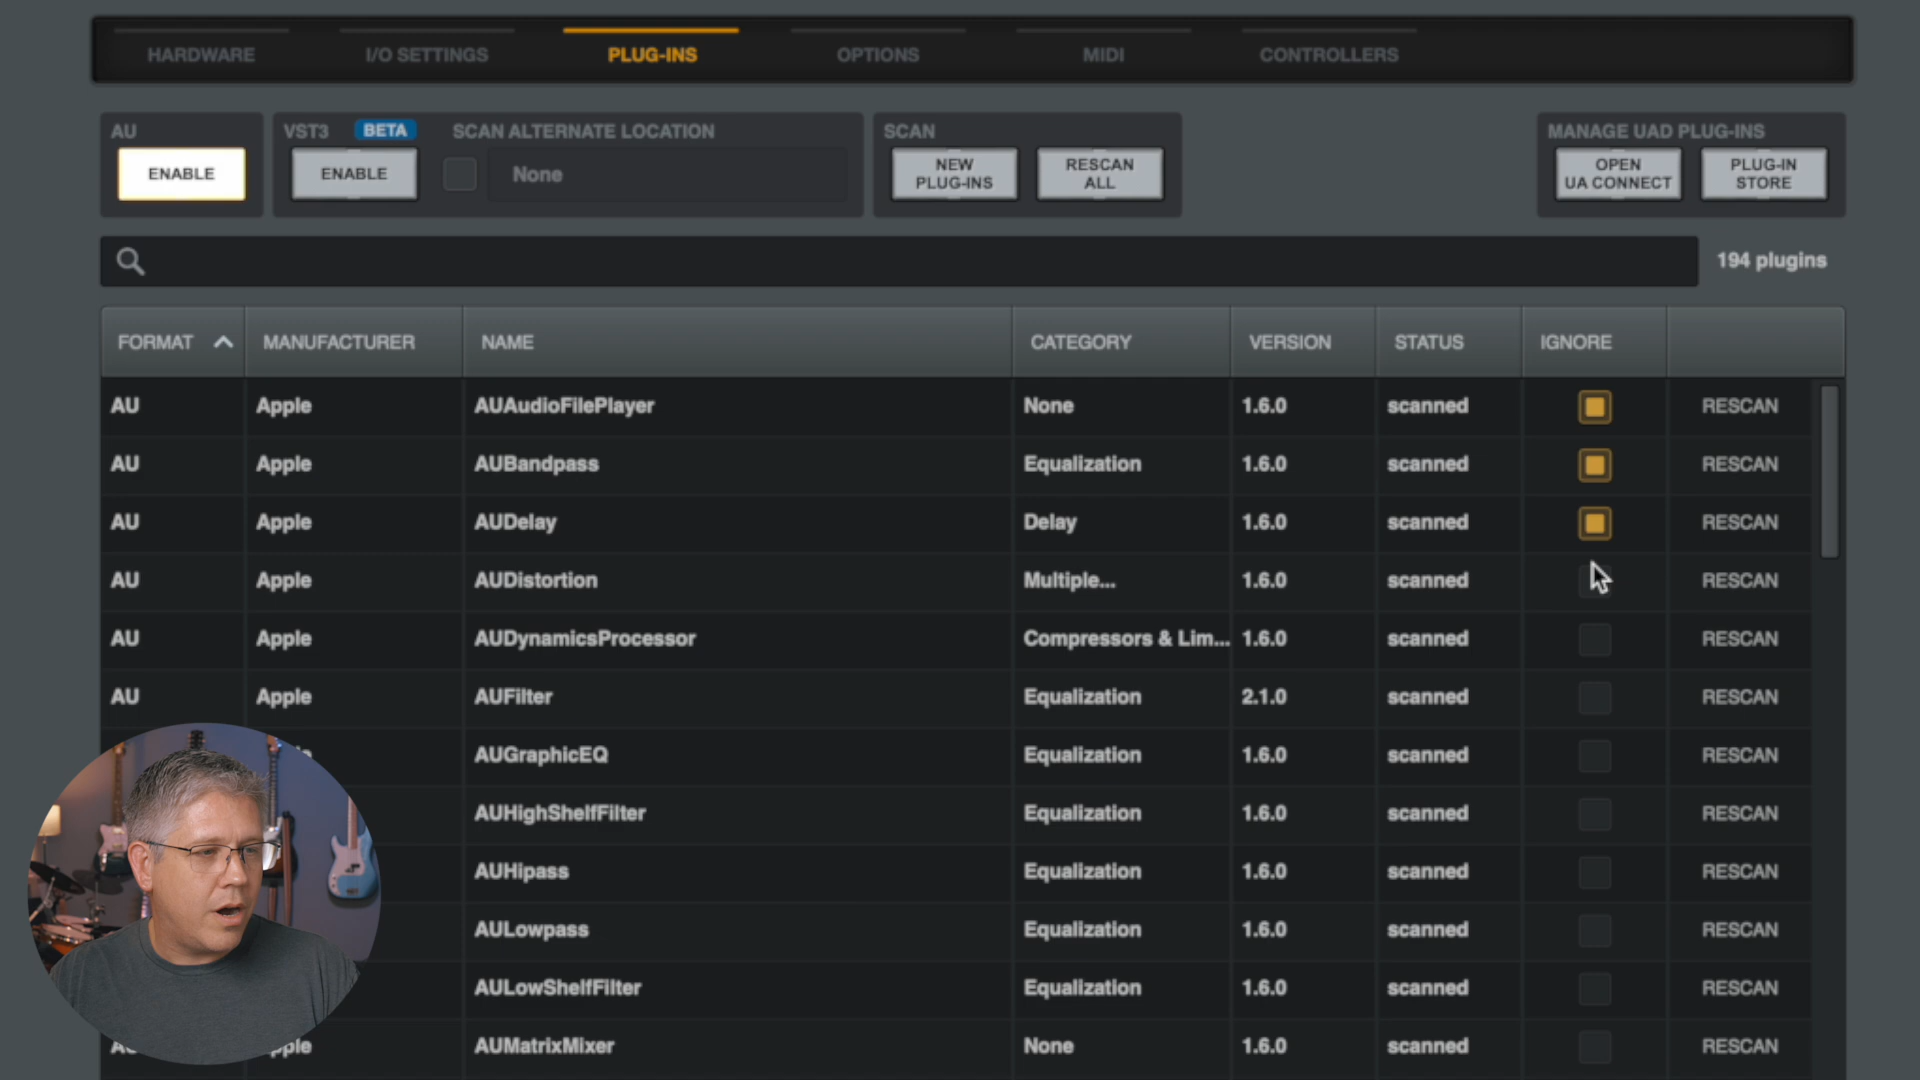 HARDWARE I/O SETTINGS PLUG-INS OPTIONS MIDI CONTROLLERS
AU VST3 BETA SCAN ALTERNATE LOCATION SCAN MANAGE UAD PLUG-INS
ENABLE ENABLE None NEW PLUG-INS RESCAN ALL OPEN UA CONNECT PLUG-IN STORE
194 plugins
FORMAT MANUFACTURER NAME CATEGORY VERSION STATUS IGNORE
AU Apple AUAudioFilePlayer None 1.6.0 scanned RESCAN
AU Apple AUBandpass Equalization 1.6.0 scanned RESCAN
AU Apple AUDelay Delay 1.6.0 scanned RESCAN
AU Apple AUDistortion Multiple... 1.6.0 scanned RESCAN
AU Apple AUDynamicsProcessor Compressors & Lim... 1.6.0 scanned RESCAN
AU Apple AUFilter Equalization 2.1.0 scanned RESCAN
AUGraphicEQ Equalization 1.6.0 scanned RESCAN
AUHighShelfFilter Equalization 1.6.0 scanned RESCAN
AUHipass Equalization 1.6.0 scanned RESCAN
AULowpass Equalization 1.6.0 scanned RESCAN
AULowShelfFilter Equalization 1.6.0 scanned RESCAN
AUMatrixMixer None 1.6.0 scanned RESCAN